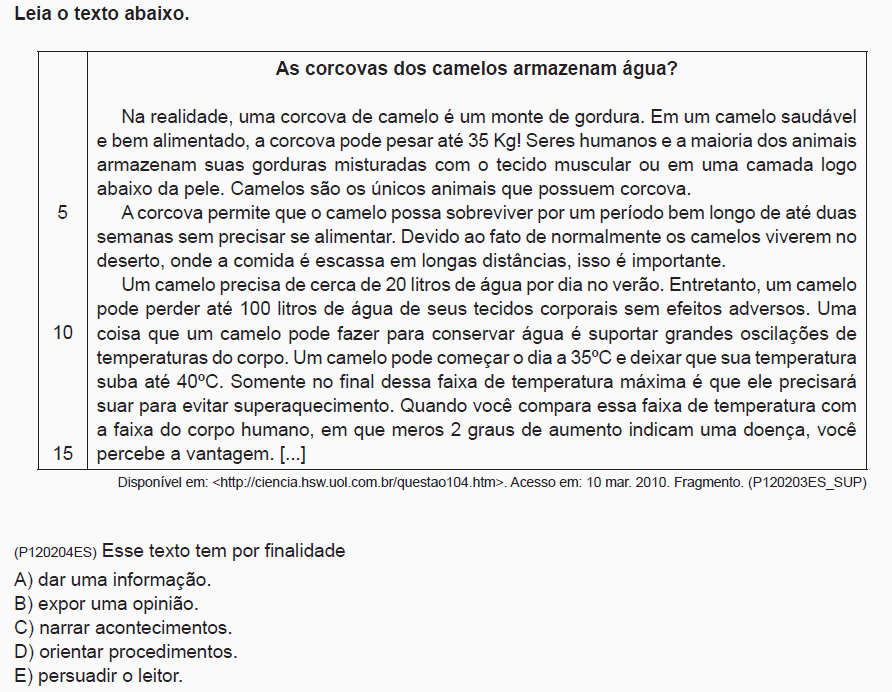 Leia o texto abaixo.
As corcovas dos camelos armazenam água?
Na realidade, uma corcova de camelo é um monte de gordura. Em um camelo saudável
e bem alimentado, a corcova pode pesar até 35 Kg! Seres humanos e a maioria dos animais
armazenam suas gorduras misturadas com o tecido muscular ou em uma camada logo
abaixo da pele. Camelos são os únicos animais que possuem corcova.
5 A corcova permite que o camelo possa sobreviver por um período bem longo de até duas
semanas sem precisar se alimentar. Devido ao fato de normalmente os camelos viverem no
deserto, onde a comida é escassa em longas distâncias, isso é importante.
Um camelo precisa de cerca de 20 litros de água por dia no verão. Entretanto, um camelo
pode perder até 100 litros de água de seus tecidos corporais sem efeitos adversos. Uma
10 coisa que um camelo pode fazer para conservar água é suportar grandes oscilações de
temperaturas do corpo. Um camelo pode começar o dia a 35ºC e deixar que sua temperatura
suba até 40ºC. Somente no final dessa faixa de temperatura máxima é que ele precisará
suar para evitar superaquecimento. Quando você compara essa faixa de temperatura com
a faixa do corpo humano, em que meros 2 graus de aumento indicam uma doença, você
15 percebe a vantagem. [...]
Disponível em: <http://ciencia.hsw.uol.com.br/questao104.htm>. Acesso em: 10 mar. 2010. Fragmento. (P120203ES_SUP)
(P120204ES) Esse texto tem por finalidade
A) dar uma informação.
B) expor uma opinião.
C) narrar acontecimentos.
D) orientar procedimentos.
E) persuadir o leitor.